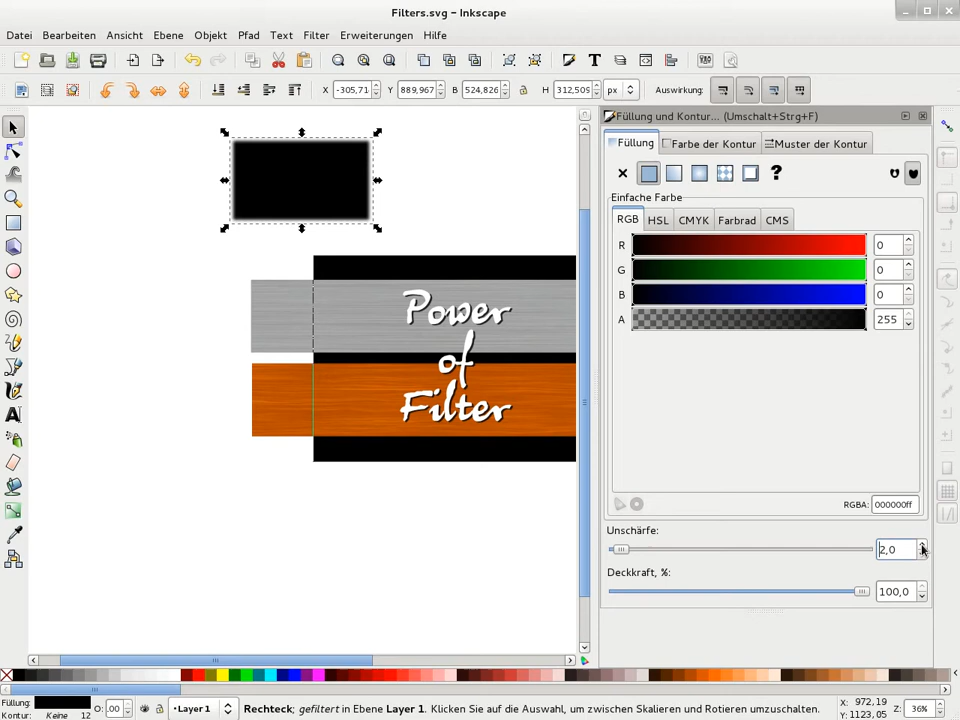 Filters.svg - Inkscape
Datei Bearbeiten Ansicht Ebene Objekt Pfad Text Filter Erweiterungen Hilfe
X -305,71 Y 889,967 B 524,826 H 312,509 px Auswirkung:
Füllung und Kontur... (Umschalt+Strg+F)
Füllung Farbe der Kontur Muster der Kontur
?
Einfache Farbe
RGB HSL CMYK Farbrad CMS
R 0
G 0
B 0
A 255
Power
of
Filter
RGBA: 000000ff
Unschärfe:
2,0
Deckkraft, %:
100,0
Füllung:
Kontur: Keine 12
O: .00
Layer 1
Rechteck; gefiltert in Ebene Layer 1. Klicken Sie auf die Auswahl, um zwischen Skalieren und Rotieren umzuschalten.
X: 972,19
Y: 1123,05
Z: 36%